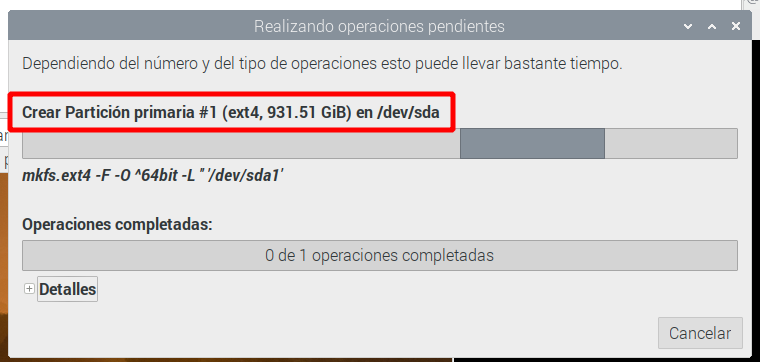 Realizando operaciones pendientes
Dependiendo del número y del tipo de operaciones esto puede llevar bastante tiempo.
Crear Partición primaria #1 (ext4, 931.51 GiB) en /dev/sda
mkfs.ext4 -F -O ^64bit -L '' '/dev/sda1'
Operaciones completadas:
0 de 1 operaciones completadas
Detalles
Cancelar